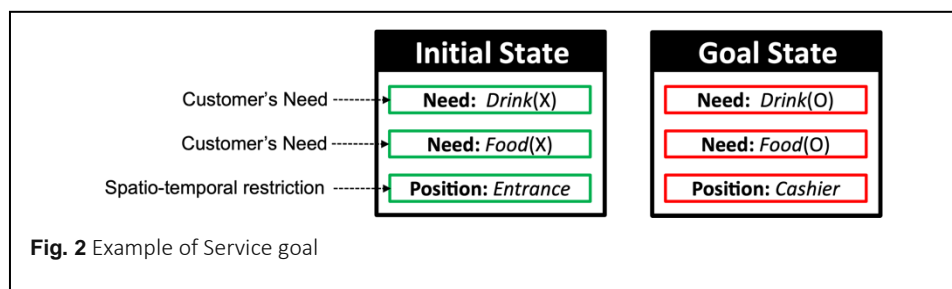 Initial State
Goal State
Customer's Need
Need: Drink(X)
Need: Drink(O)
Customer's Need
Need: Food(X)
Need: Food(O)
Spatio-temporal restriction
Position: Entrance
Position: Cashier
Fig. 2 Example of Service goal